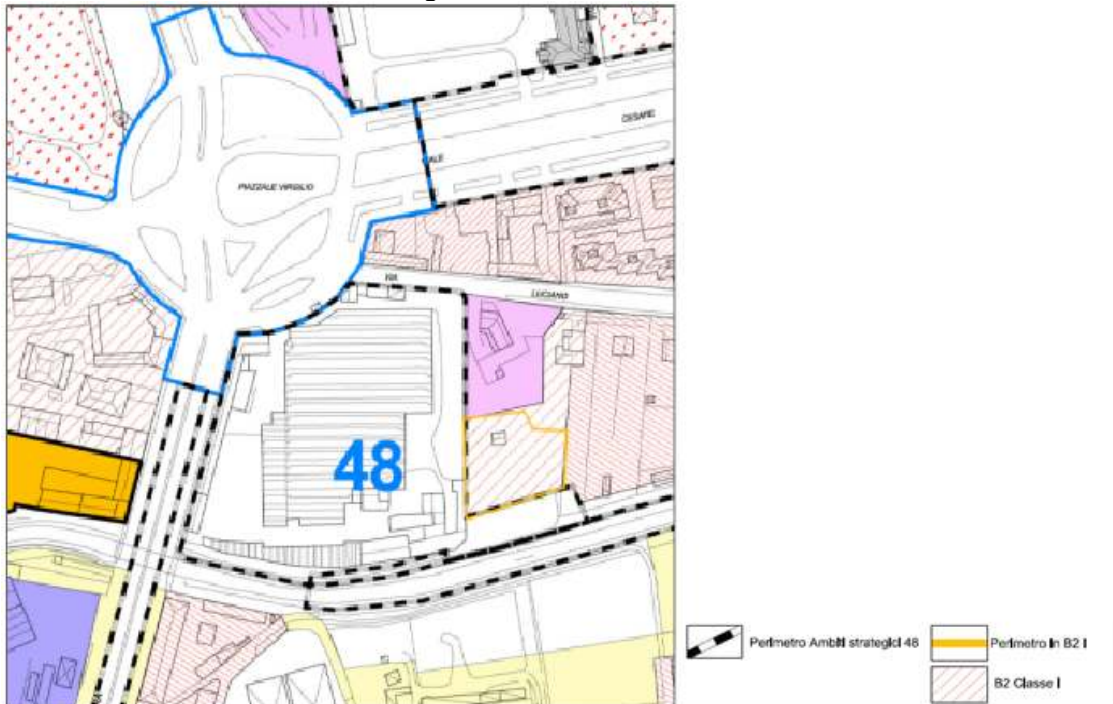 CESARE
VIALE
PIAZZALE VIRGILIO
VIA
LUCIANO
48
Perimetro Ambiti strategici 48
Perimetro in B2 I
B2 Classe I